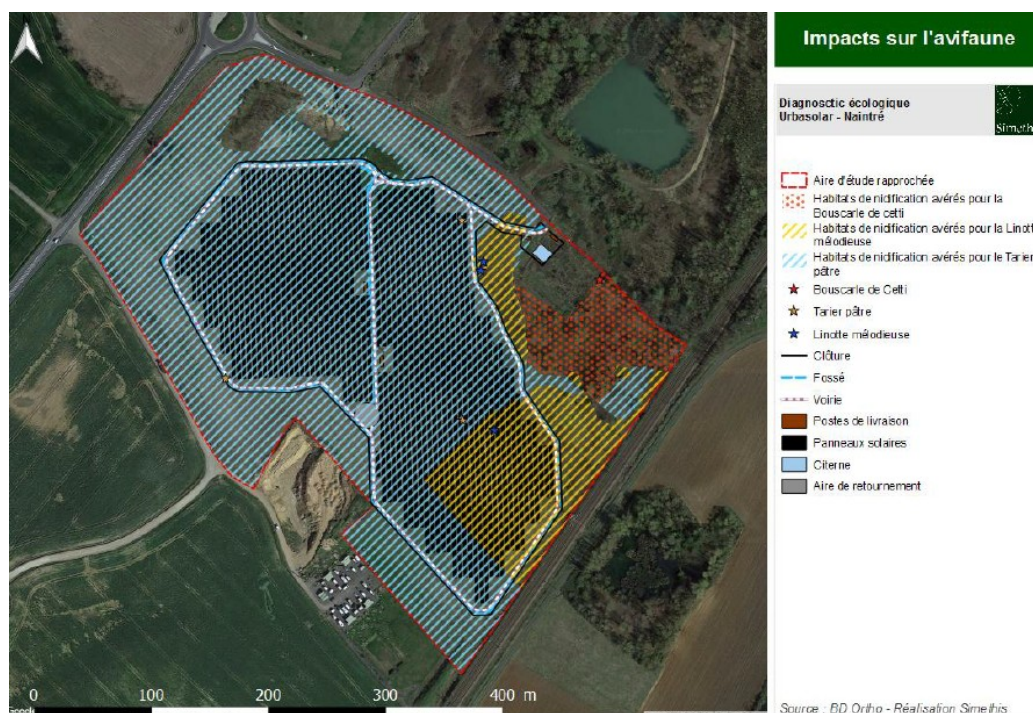 Impacts sur l'avifaune
Diagnosctic écologique
Urbasolar - Naintré
Aire d'étude rapprochée
Habitats de nidification avérés pour la
Bouscarle de cetti
Habitats de nidification avérés pour la Linott
mélodieuse
Habitats de nidification avérés pour le Tarier
pâtre
Bouscarle de Cetti
Tarier pâtre
Linotte mélodieuse
Clôture
Fossé
Voirie
Postes de livraison
Panneaux solaires
Citerne
Aire de retournement
0 100 200 300 400 m
Source : BD Ortho - Réalisation Simethis